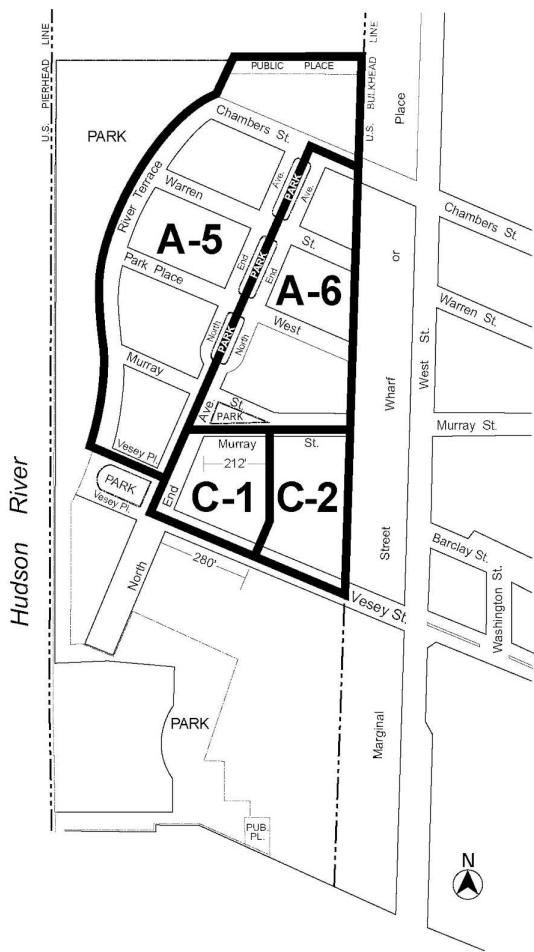 U.S. PIERHEAD LINE
U.S. BULKHEAD LINE
PUBLIC PLACE
Place
PARK
Chambers St.
Ave.
PARK
Ave.
River Terrace
Warren
St.
Chambers St.
A-5
or
End
PARK
End
A-6
Park Place
Warren St.
West
North
PARK
North
West St.
Wharf
Murray
Ave.
St.
PARK
Murray St.
Vesey Pl.
Murray St.
212'
PARK
Vesey Pl.
End
C-1
C-2
Hudson River
Street
Barclay St.
280'
North
Vesey St.
Washington St.
PARK
Marginal
PUB.
PL.
N